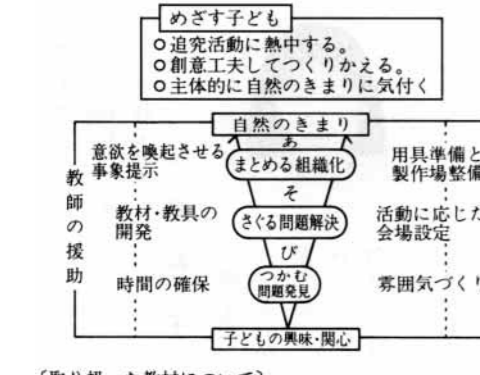 めざす子ども
○追究活動に熱中する。
○創意工夫してつくりかえる。
○主体的に自然のきまりに気付く
自然のきまり
あ
意欲を喚起させる
事象提示
まとめる 組織化
用具準備と
製作場整備
教師の援助
そ
教材・教具の
開発
さぐる問題解決
活動に応じた
会場設定
び
時間の確保
つかむ
問題発見
雰囲気づくり
子どもの興味・関心